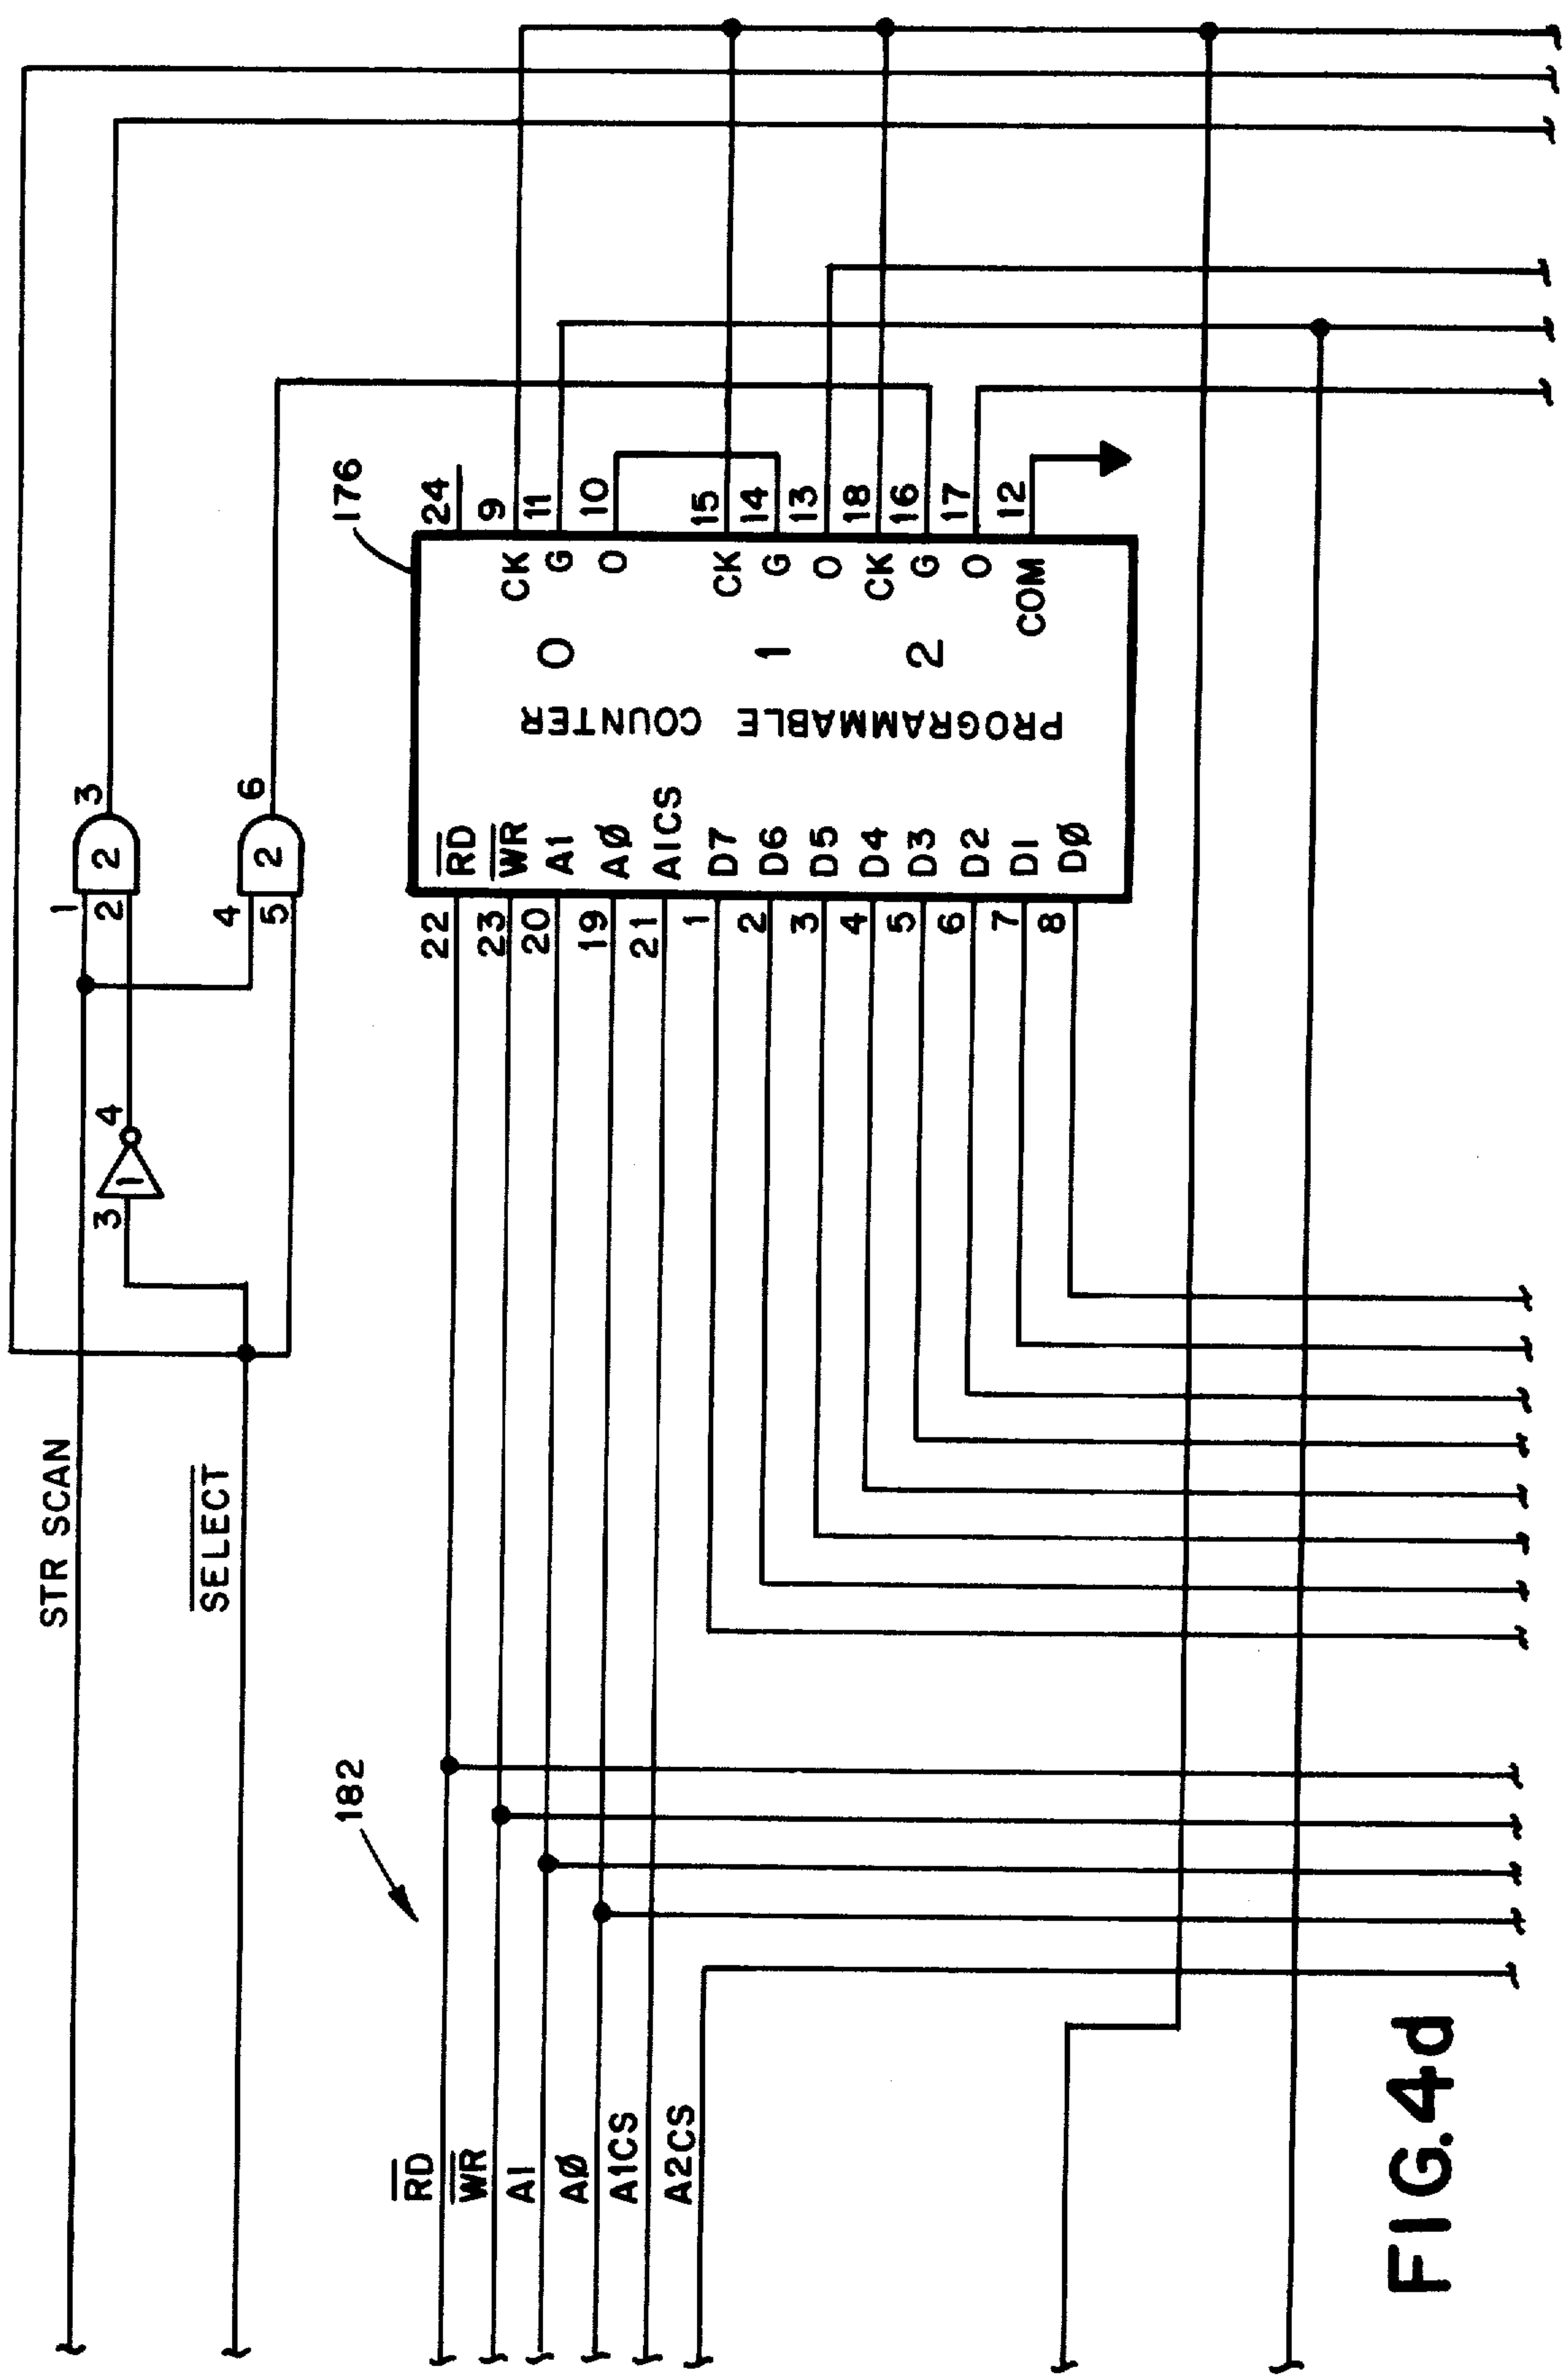 STR SCAN
SELECT
1
2
2
3
3
1
4
4
5
2
6
182
176
RD
WR
A1
AØ
A1CS
A2CS
22 RD
23 WR
20 A1
19 AØ
21 A1CS
1 D7
2 D6
3 D5
4 D4
5 D3
6 D2
7 D1
8 DØ
PROGRAMMABLE COUNTER
0
1
2
24
CK 9
G 11
O 10
CK 15
G 14
O 13
CK 18
G 16
O 17
COM 12
FIG.4d